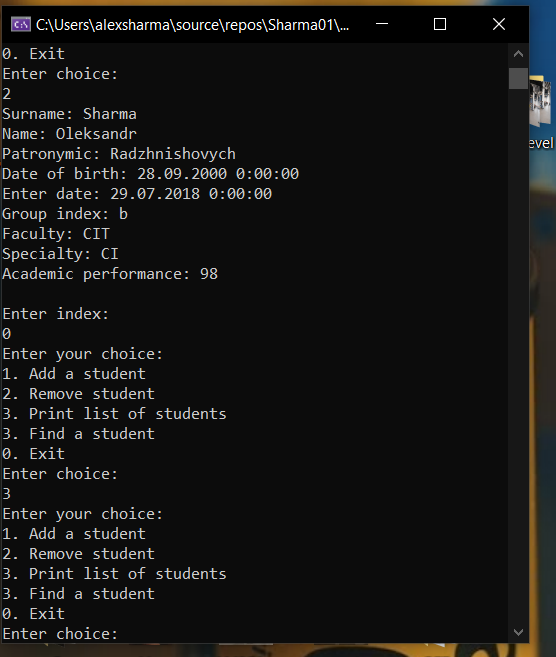 C:\Users\alexsharma\source\repos\Sharma01\...
0. Exit
Enter choice:
2
Surname: Sharma
Name: Oleksandr
Patronymic: Radzhnishovych
Date of birth: 28.09.2000 0:00:00
Enter date: 29.07.2018 0:00:00
Group index: b
Faculty: CIT
Specialty: CI
Academic performance: 98
Enter index:
0
Enter your choice:
1. Add a student
2. Remove student
3. Print list of students
3. Find a student
0. Exit
Enter choice:
3
Enter your choice:
1. Add a student
2. Remove student
3. Print list of students
3. Find a student
0. Exit
Enter choice: